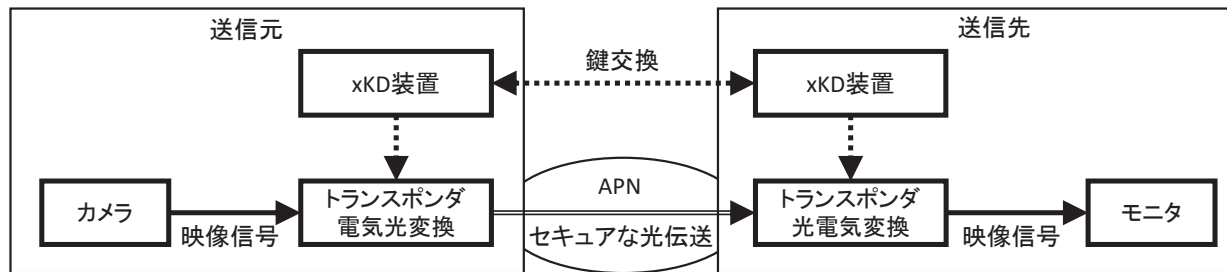 送信元
送信先
xKD装置
鍵交換
xKD装置
カメラ
映像信号
トランスポンダ
電気光変換
APN
セキュアな光伝送
トランスポンダ
光電気変換
映像信号
モニタ